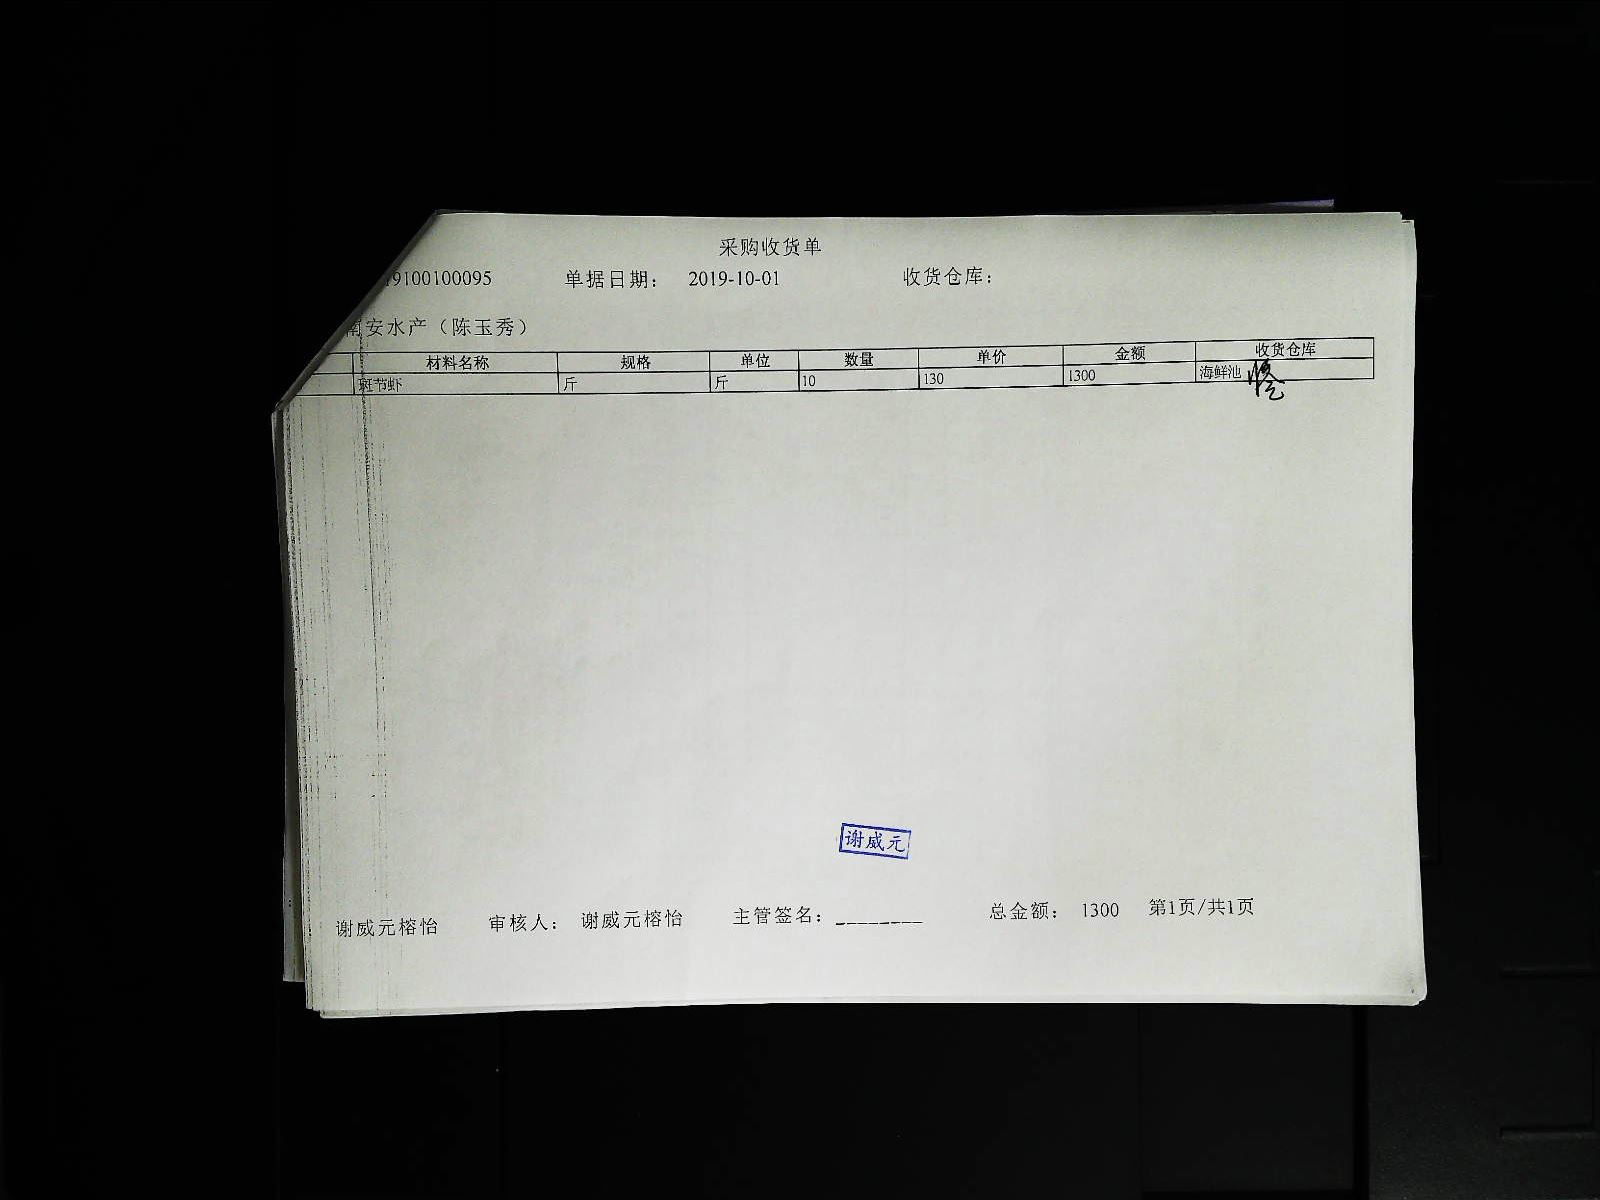 采购收货单
9100100095 单据日期： 2019-10-01 收货仓库：
南安水产（陈玉秀）
材料名称 规格 单位 数量 单价 金额 收货仓库
斑节虾 斤 斤 10 130 1300 海鲜池
谢威元
谢威元榕怡 审核人： 谢威元榕怡 主管签名：________ 总金额： 1300 第1页/共1页